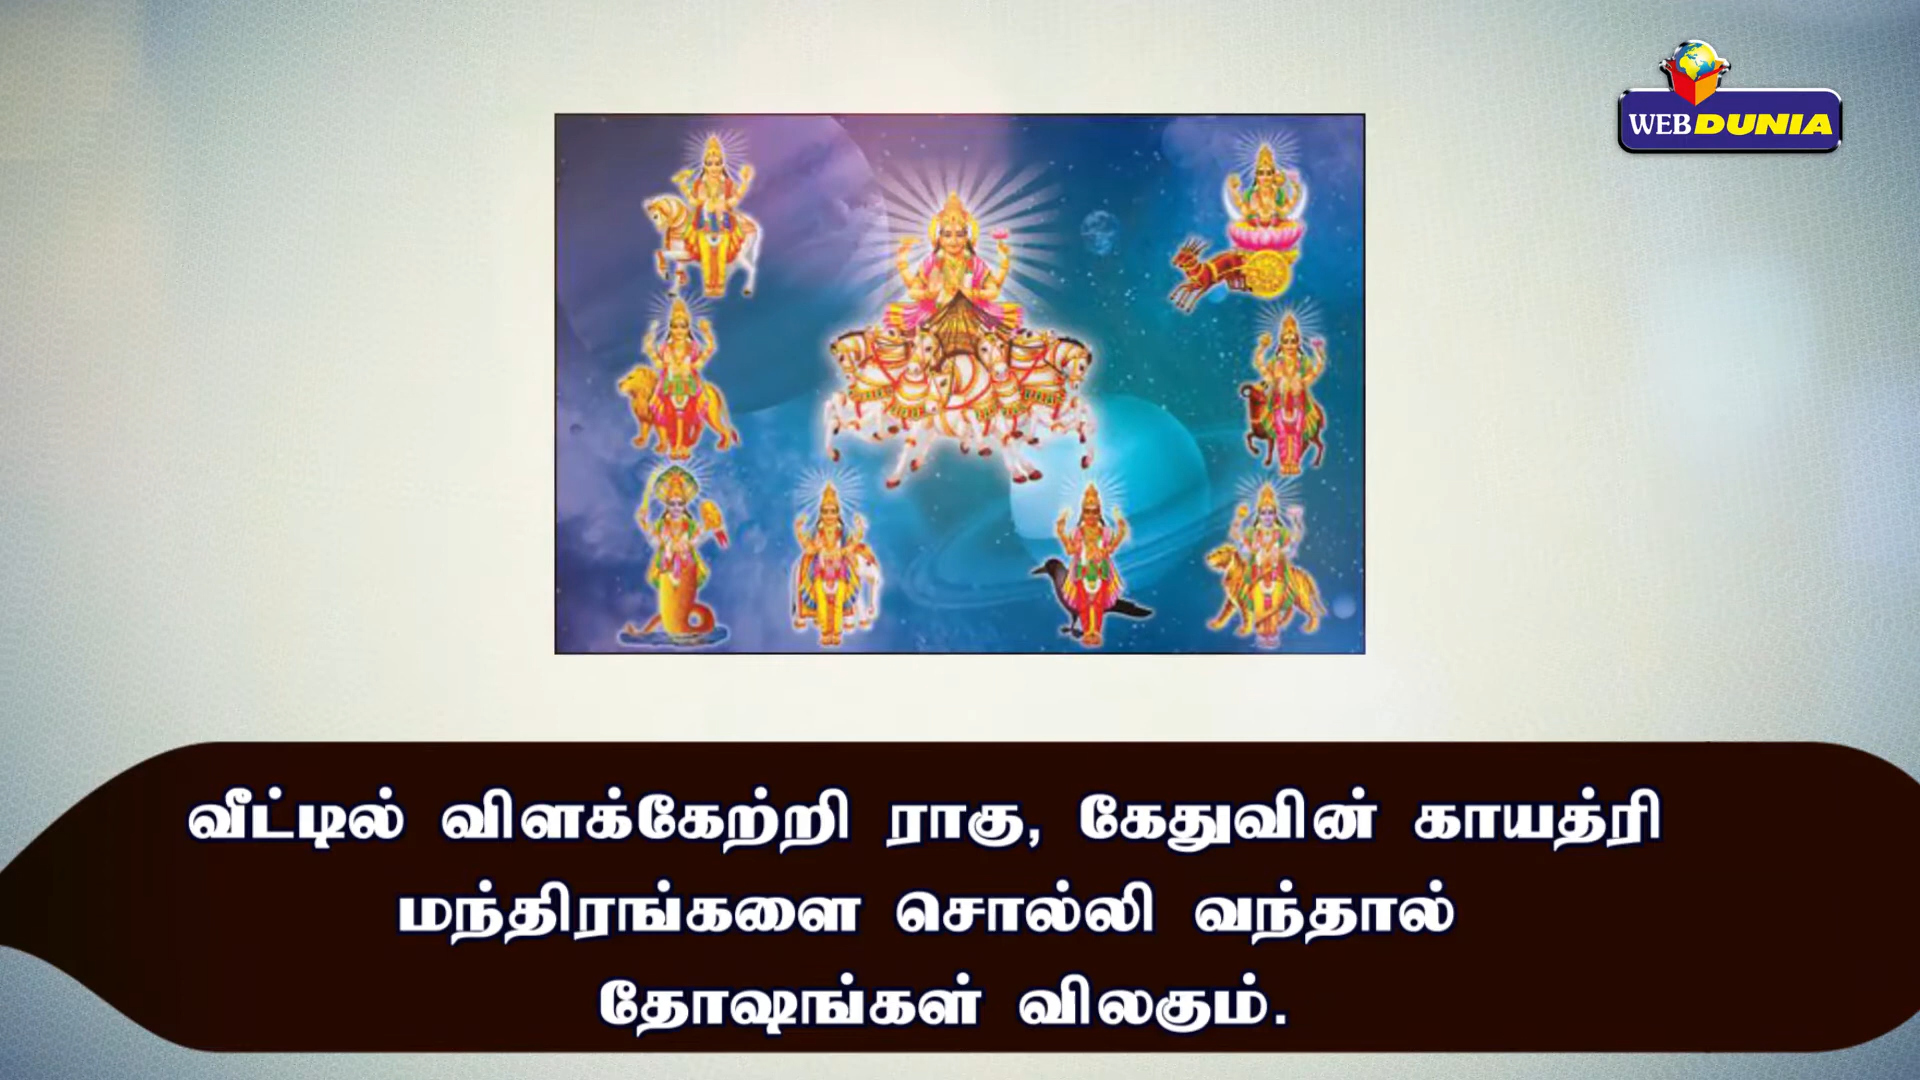 WEBDUNIA
வீட்டில் விளக்கேற்றி ராகு, கேதுவின் காயத்ரி
மந்திரங்களை சொல்லி வந்தால்
தோஷங்கள் விலகும்.